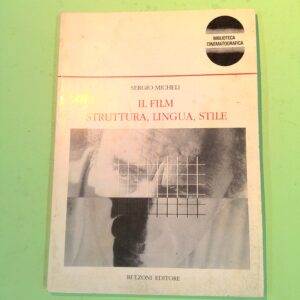 BIBLIOTECA
CINEMATOGRAFICA
SERGIO MICHELI
IL FILM
STRUTTURA, LINGUA, STILE
BULZONI EDITORE